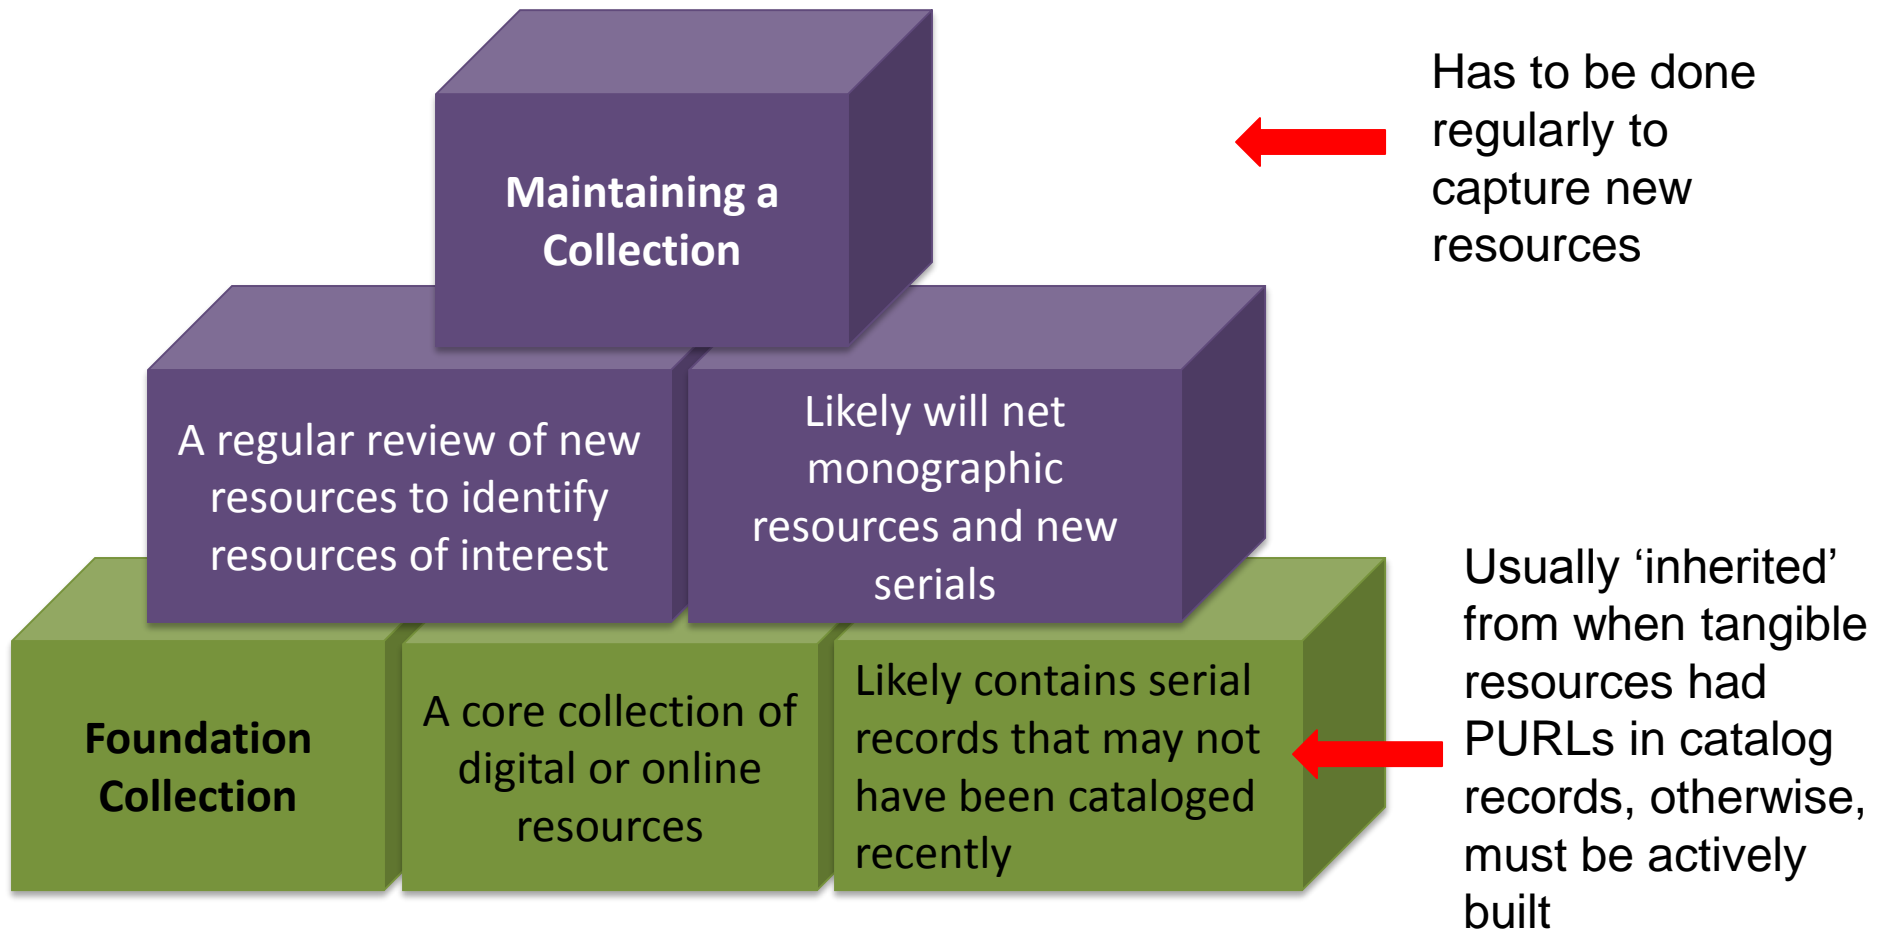 Maintaining a
Collection
Has to be done
regularly to
capture new
resources
A regular review of new
resources to identify
resources of interest
Likely will net
monographic
resources and new
serials
Foundation
Collection
A core collection of
digital or online
resources
Likely contains serial
records that may not
have been cataloged
recently
Usually ‘inherited’
from when tangible
resources had
PURLs in catalog
records, otherwise,
must be actively
built